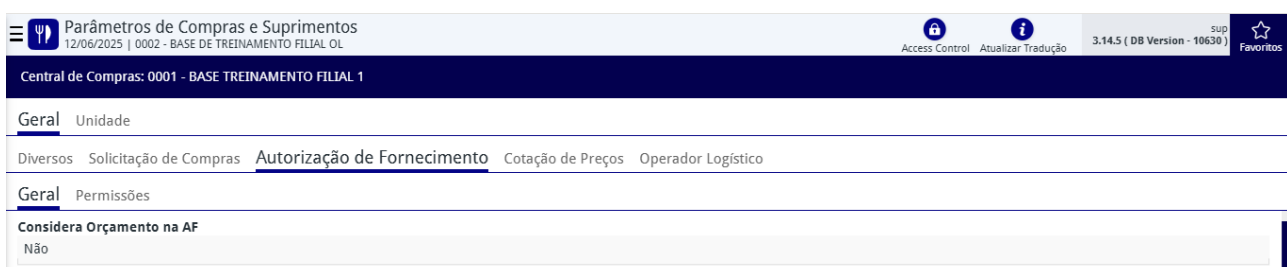 Parâmetros de Compras e Suprimentos
12/06/2025 | 0002 - BASE DE TREINAMENTO FILIAL OL
Access Control
Atualizar Tradução
sup
3.14.5 ( DB Version - 10630 )
Favoritos
Central de Compras: 0001 - BASE TREINAMENTO FILIAL 1
Geral Unidade
Diversos Solicitação de Compras Autorização de Fornecimento Cotação de Preços Operador Logístico
Geral Permissões
Considera Orçamento na AF
Não